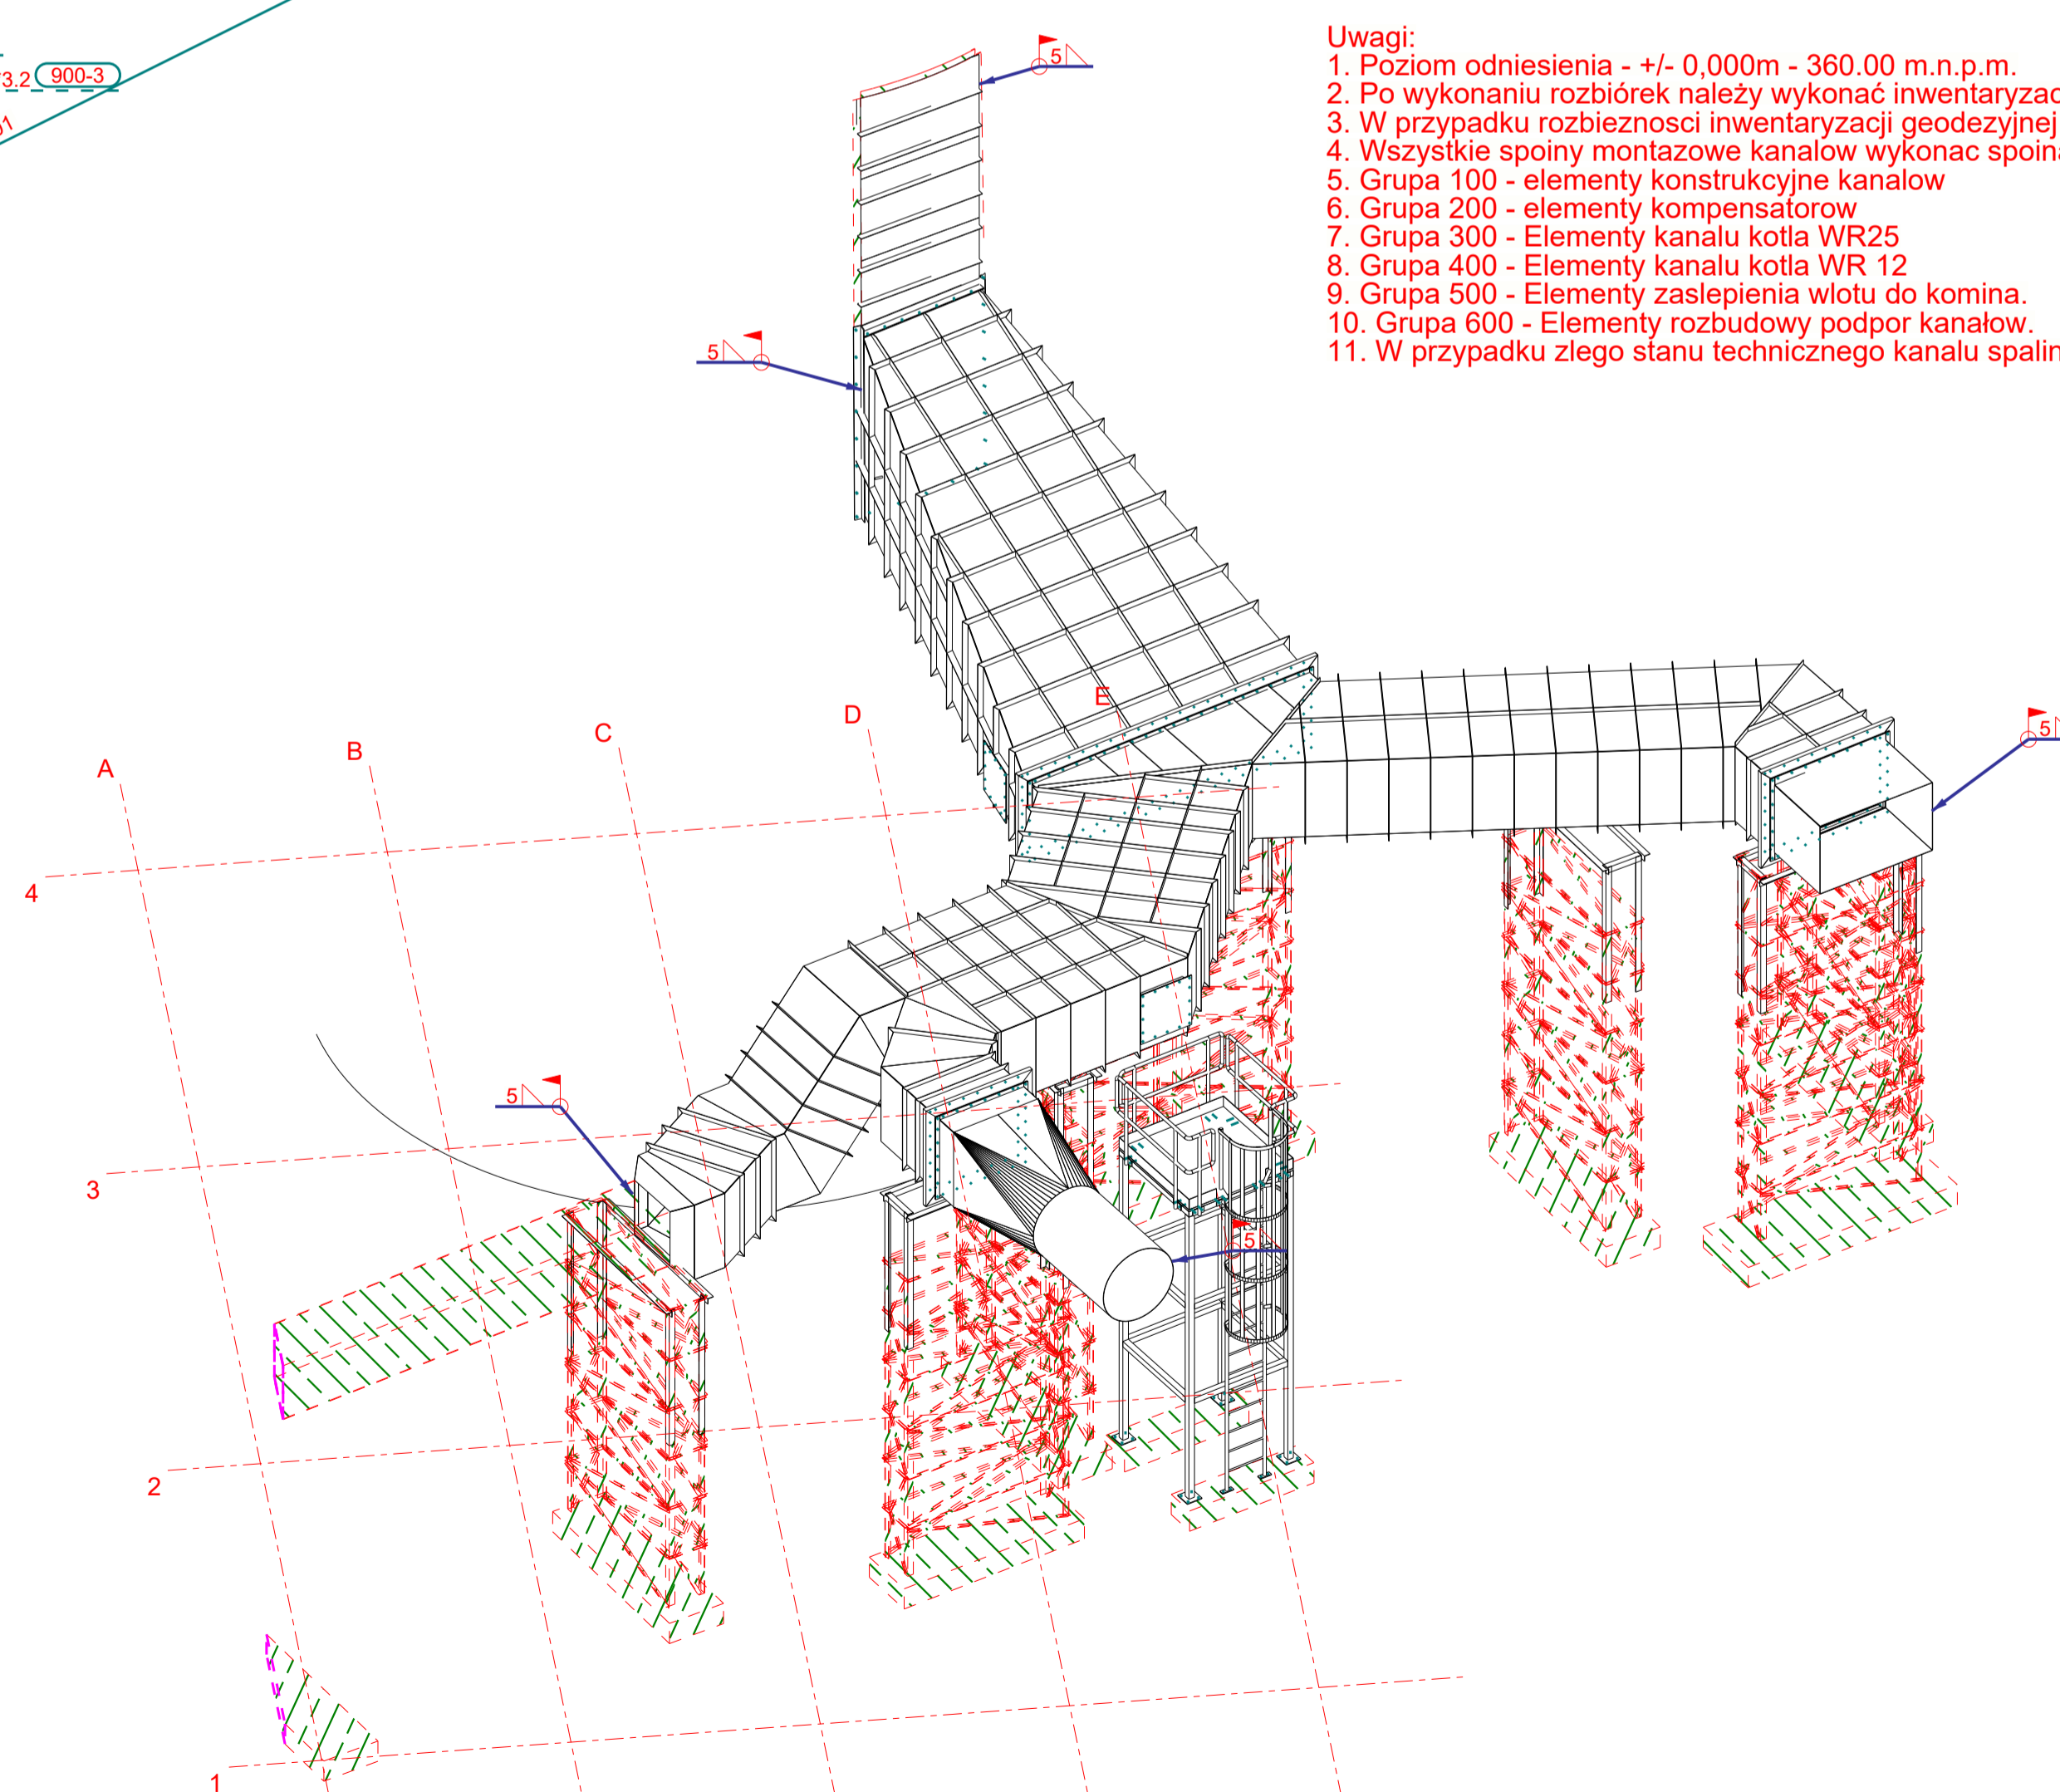 3.2 900-3
01
5
Uwagi:
1. Poziom odniesienia - +/- 0,000m - 360.00 m.n.p.m.
2. Po wykonaniu rozbiórek należy wykonać
3. W przypadku rozbieznosci inwentaryzacji geodezyjnej
4. Wszystkie spoiny montazowe kanalow wykonac
5. Grupa 100 - elementy konstrukcyjne kanalow
6. Grupa 200 - elementy kompensatorow
7. Grupa 300 - Elementy kanalu kotla WR25
8. Grupa 400 - Elementy kanalu kotla WR 12
9. Grupa 500 - Elementy zaslepienia wlotu do komina.
10. Grupa 600 - Elementy rozbudowy podpor kanałow.
11. W przypadku zlego stanu technicznego kanalu
5
A
B
C
D
E
5
4
5
3
5
2
1